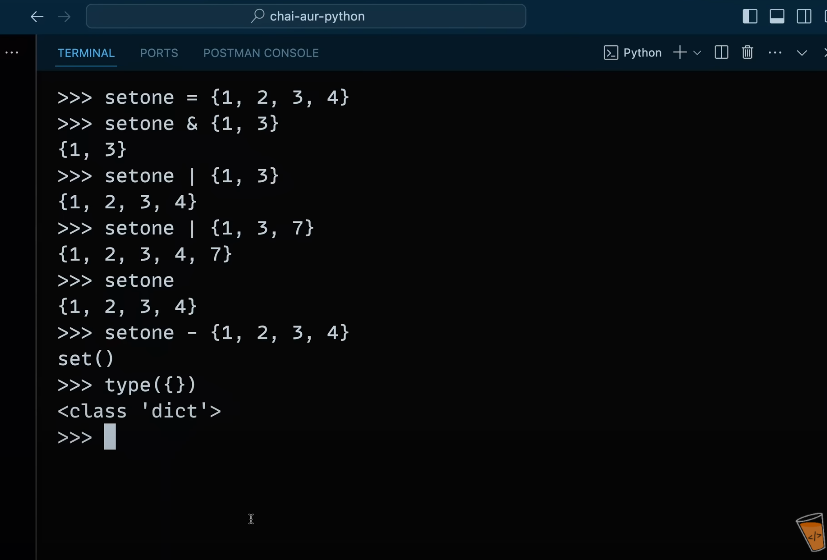 chai-aur-python
TERMINAL PORTS POSTMAN CONSOLE Python
>>> setone = {1, 2, 3, 4}
>>> setone & {1, 3}
{1, 3}
>>> setone | {1, 3}
{1, 2, 3, 4}
>>> setone | {1, 3, 7}
{1, 2, 3, 4, 7}
>>> setone
{1, 2, 3, 4}
>>> setone - {1, 2, 3, 4}
set()
>>> type({})
<class 'dict'>
>>>